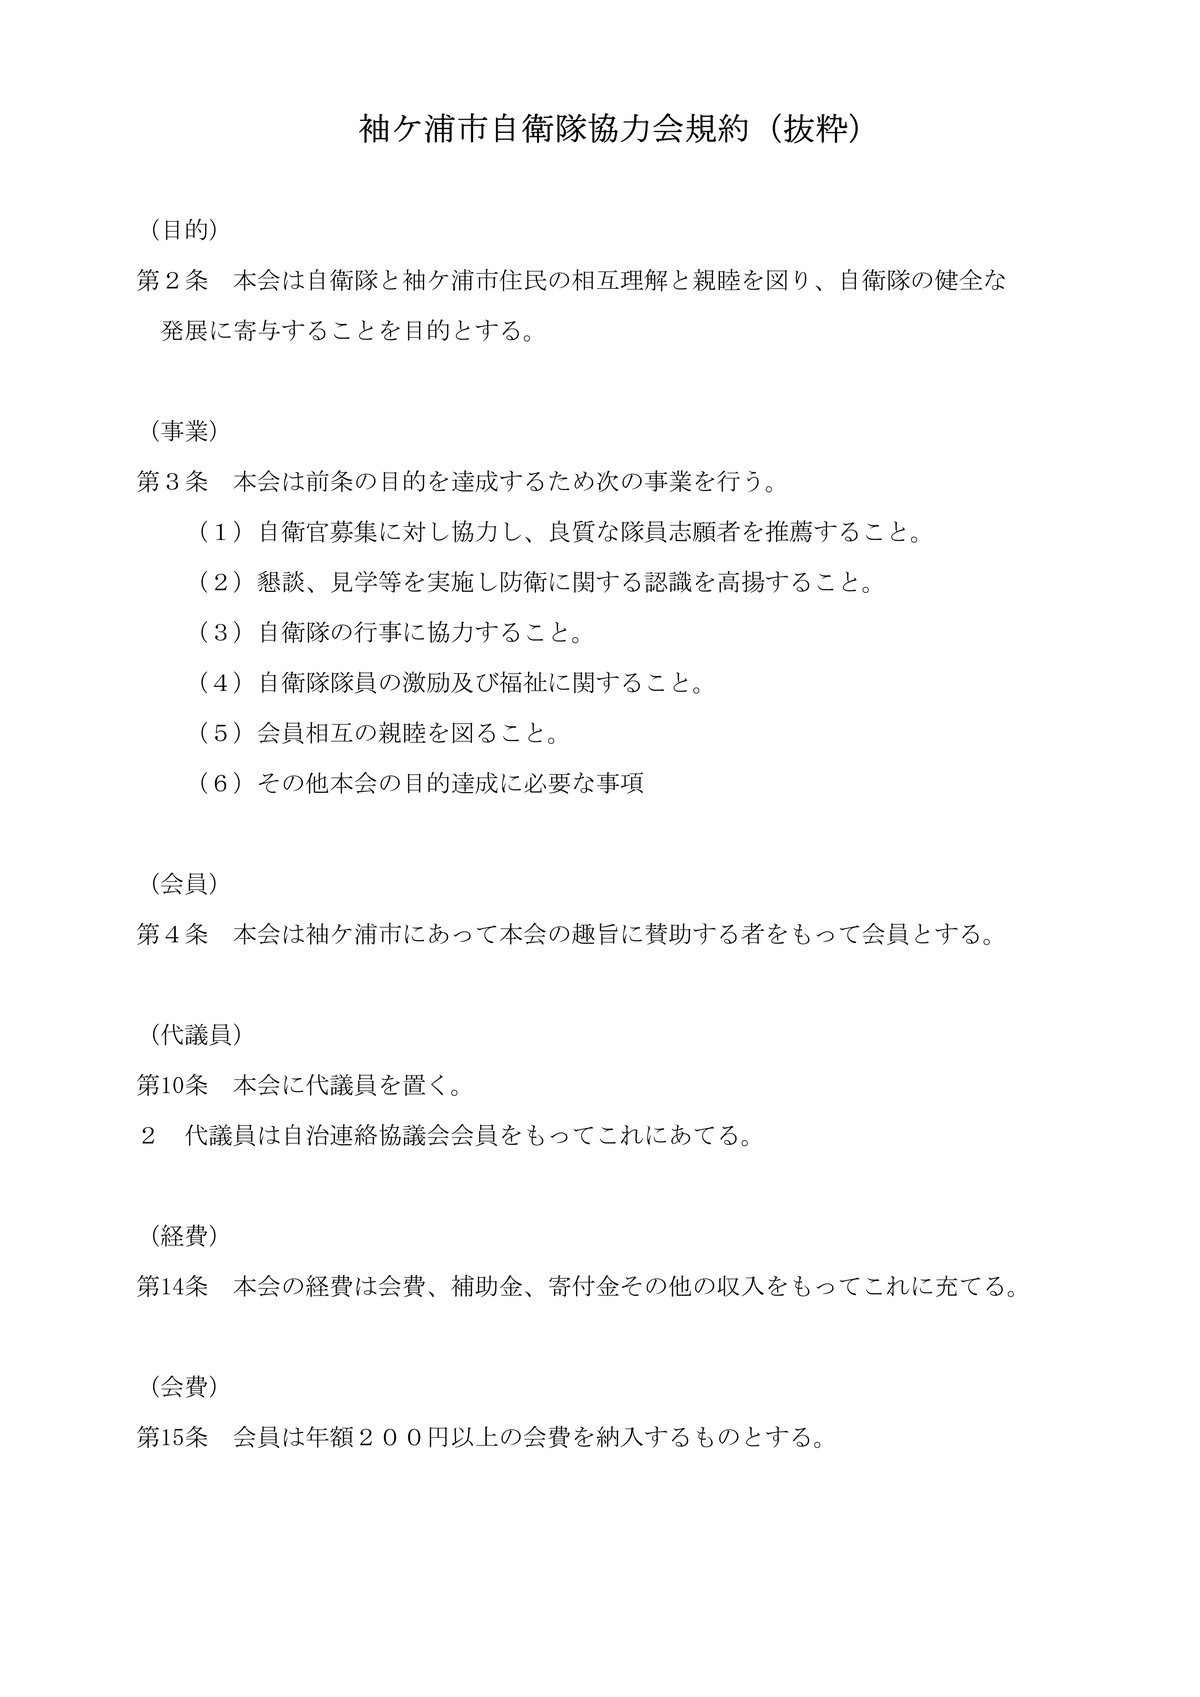 袖ケ浦市自衛隊協力会規約（抜粋）
（目的）
第２条　本会は自衛隊と袖ケ浦市住民の相互理解と親睦を図り、自衛隊の健全な
発展に寄与することを目的とする。
（事業）
第３条　本会は前条の目的を達成するため次の事業を行う。
（１）自衛官募集に対し協力し、良質な隊員志願者を推薦すること。
（２）懇談、見学等を実施し防衛に関する認識を高揚すること。
（３）自衛隊の行事に協力すること。
（４）自衛隊隊員の激励及び福祉に関すること。
（５）会員相互の親睦を図ること。
（６）その他本会の目的達成に必要な事項
（会員）
第４条　本会は袖ケ浦市にあって本会の趣旨に賛助する者をもって会員とする。
（代議員）
第10条　本会に代議員を置く。
２　代議員は自治連絡協議会会員をもってこれにあてる。
（経費）
第14条　本会の経費は会費、補助金、寄付金その他の収入をもってこれに充てる。
（会費）
第15条　会員は年額２００円以上の会費を納入するものとする。